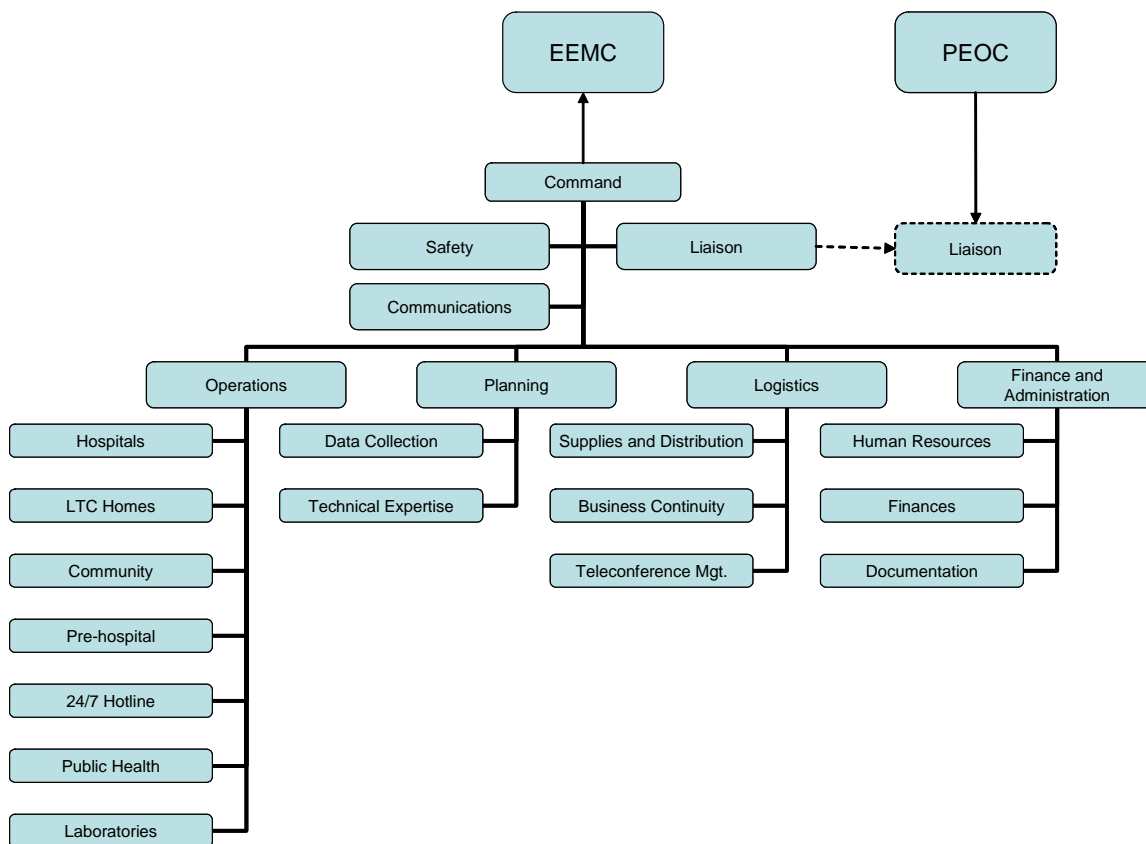 EEMC
PEOC
Command
Safety
Liaison
Liaison
Communications
Operations
Planning
Logistics
Finance and
Administration
Hospitals
Data Collection
Supplies and Distribution
Human Resources
LTC Homes
Technical Expertise
Business Continuity
Finances
Community
Teleconference Mgt.
Documentation
Pre-hospital
24/7 Hotline
Public Health
Laboratories